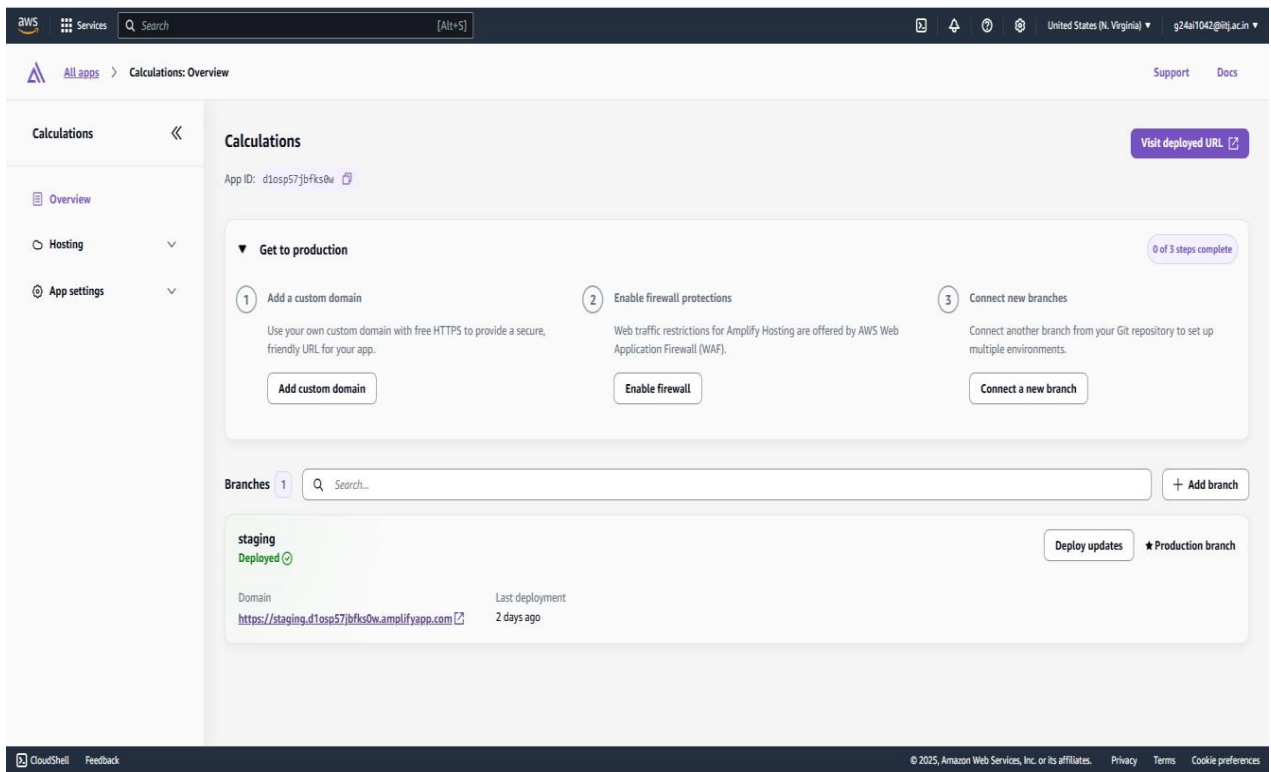 aws Services Search [Alt+S] United States (N. Virginia) ▼ g24ai1042@iitj.ac.in ▼
All apps > Calculations: Overview Support Docs
Calculations
Overview
Hosting
App settings
Calculations Visit deployed URL
App ID: d1osp57jbfks0w
▼ Get to production 0 of 3 steps complete
1 Add a custom domain
Use your own custom domain with free HTTPS to provide a secure,
friendly URL for your app.
Add custom domain
2 Enable firewall protections
Web traffic restrictions for Amplify Hosting are offered by AWS Web
Application Firewall (WAF).
Enable firewall
3 Connect new branches
Connect another branch from your Git repository to set up
multiple environments.
Connect a new branch
Branches 1 Search... + Add branch
staging
Deployed
Deploy updates ★ Production branch
Domain
https://staging.d1osp57jbfks0w.amplifyapp.com
Last deployment
2 days ago
CloudShell Feedback © 2025, Amazon Web Services, Inc. or its affiliates. Privacy Terms Cookie preferences